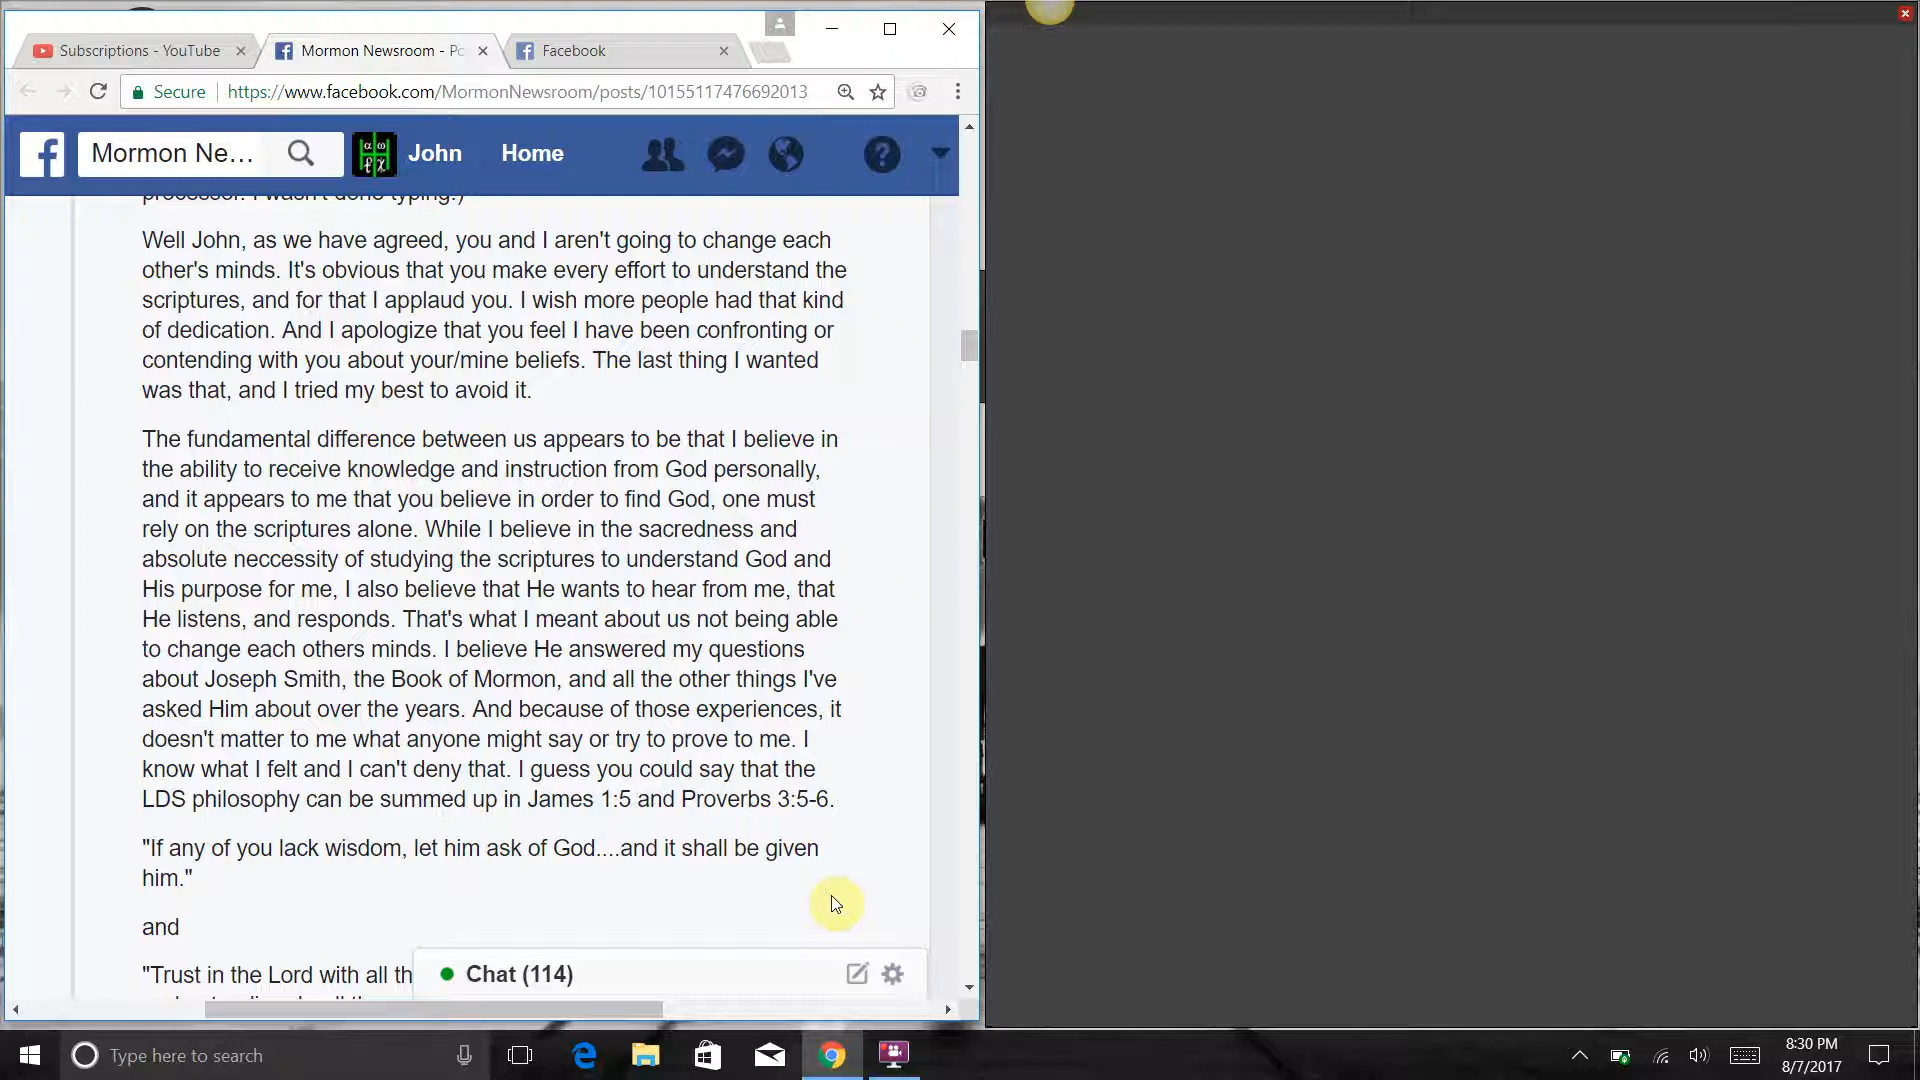 Subscriptions - YouTube
Mormon Newsroom - Po
Facebook
Secure
https://www.facebook.com/MormonNewsroom/posts/10155117476692013
Mormon Ne...
John
Home
processor. I wasn't done typing.)
Well John, as we have agreed, you and I aren't going to change each
other's minds. It's obvious that you make every effort to understand the
scriptures, and for that I applaud you. I wish more people had that kind
of dedication. And I apologize that you feel I have been confronting or
contending with you about your/mine beliefs. The last thing I wanted
was that, and I tried my best to avoid it.
The fundamental difference between us appears to be that I believe in
the ability to receive knowledge and instruction from God personally,
and it appears to me that you believe in order to find God, one must
rely on the scriptures alone. While I believe in the sacredness and
absolute neccessity of studying the scriptures to understand God and
His purpose for me, I also believe that He wants to hear from me, that
He listens, and responds. That's what I meant about us not being able
to change each others minds. I believe He answered my questions
about Joseph Smith, the Book of Mormon, and all the other things I've
asked Him about over the years. And because of those experiences, it
doesn't matter to me what anyone might say or try to prove to me. I
know what I felt and I can't deny that. I guess you could say that the
LDS philosophy can be summed up in James 1:5 and Proverbs 3:5-6.
"If any of you lack wisdom, let him ask of God....and it shall be given
him."
and
"Trust in the Lord with all th
Chat (114)
Type here to search
8:30 PM
8/7/2017